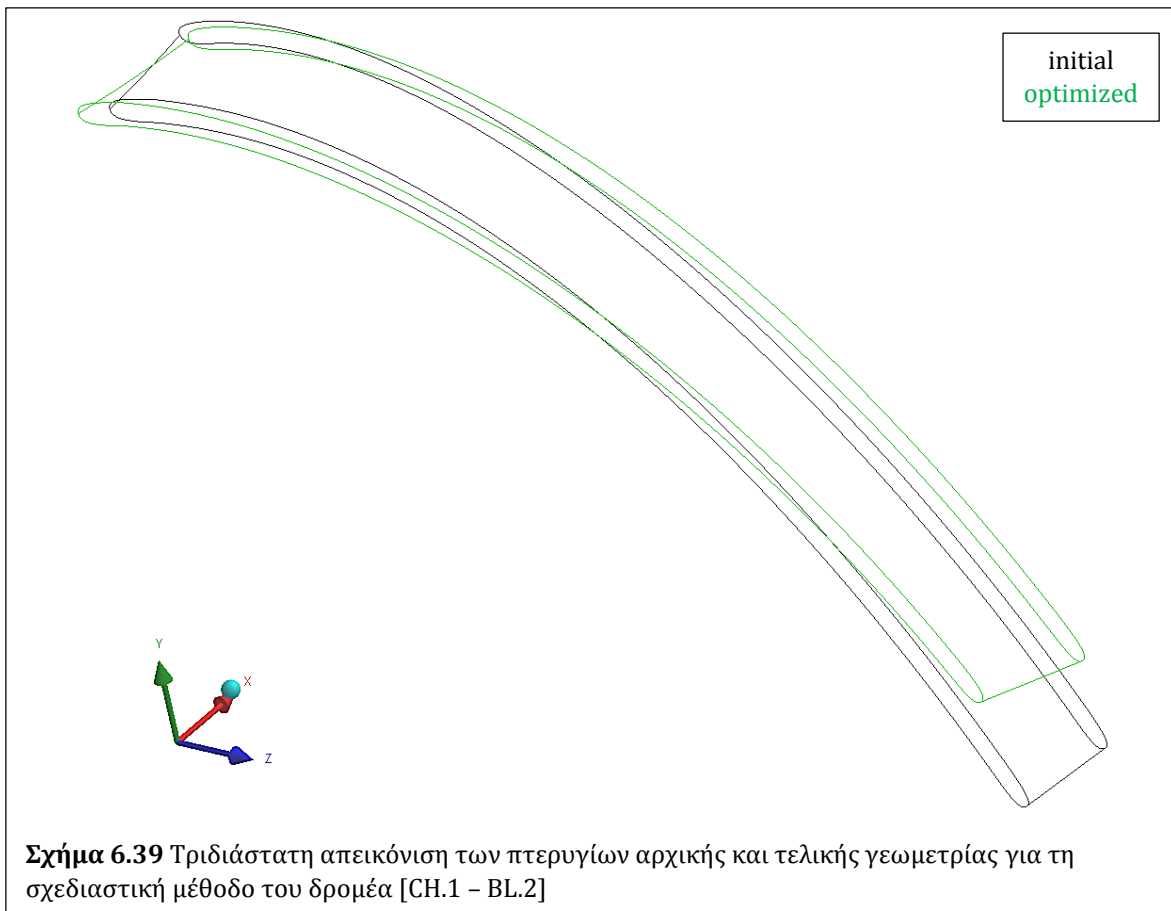 initial
optimized
Y
X
Z
Σχήμα 6.39 Τριδιάστατη απεικόνιση των πτερυγίων αρχικής και τελικής γεωμετρίας για τη
σχεδιαστική μέθοδο του δρομέα [CH.1 – BL.2]